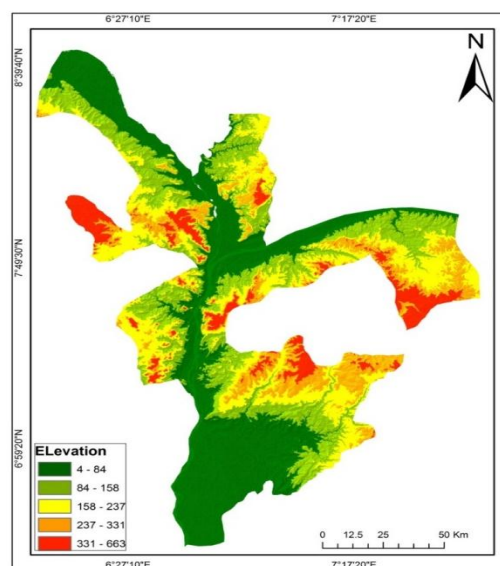 6°27'10"E 7°17'20"E
N
8°39'40"N
7°49'30"N
6°59'20"N
ELevation
4 - 84
84 - 158
158 - 237
237 - 331
331 - 663
0 12.5 25 50 Km
6°27'10"E 7°17'20"E